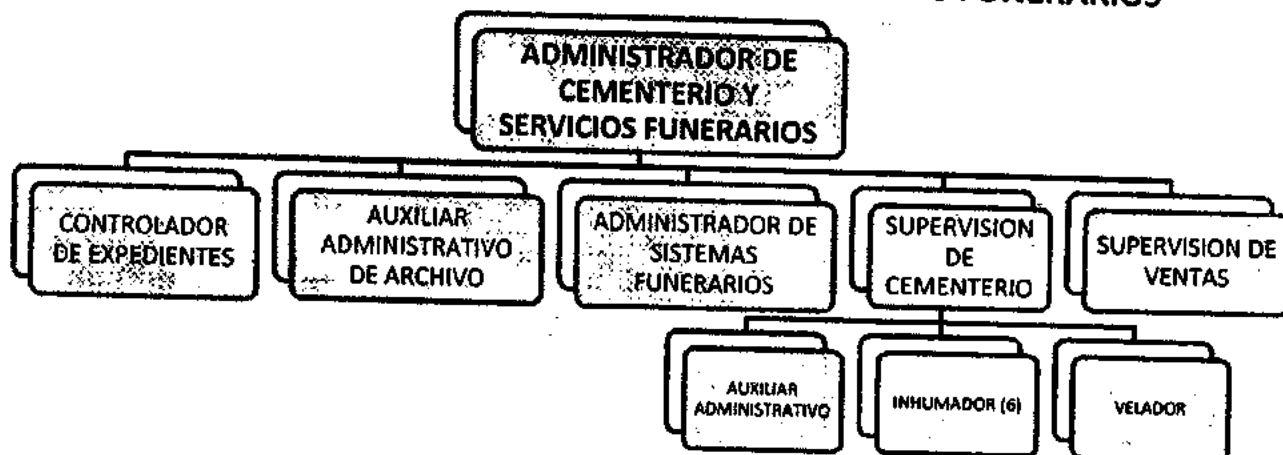 FUNERARIOS
ADMINISTRADOR DE
CEMENTERIO Y
SERVICIOS FUNERARIOS
CONTROLADOR
DE EXPEDIENTES
AUXILIAR
ADMINISTRATIVO
DE ARCHIVO
ADMINISTRADOR DE
SISTEMAS
FUNERARIOS
SUPERVISION
DE
CEMENTERIO
SUPERVISION DE
VENTAS
AUXILIAR
ADMINISTRATIVO
INHUMADOR (6)
VELADOR